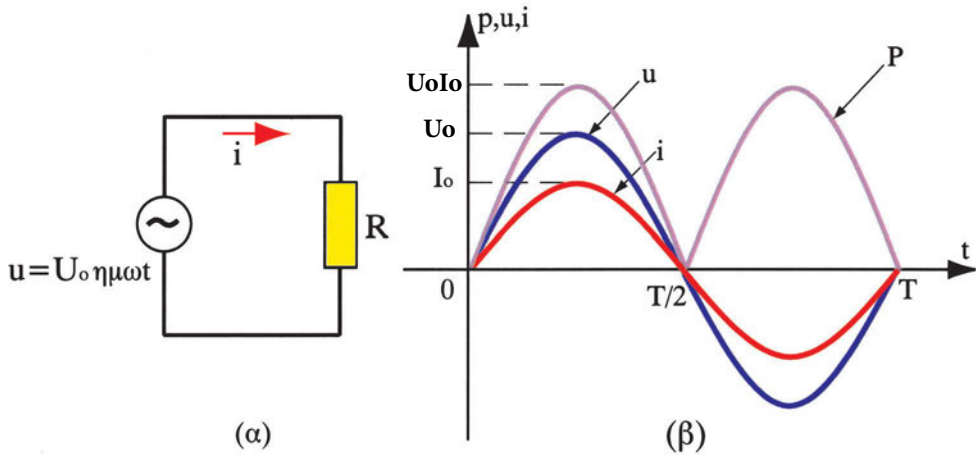 i
R
u = Uₒ ημωt
(α)
p,u,i
UoIo
Uo
Iₒ
u
i
P
0
T/2
T
t
(β)